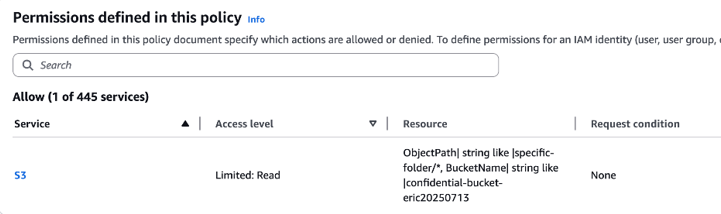 Permissions defined in this policy Info
Permissions defined in this policy document specify which actions are allowed or denied. To define permissions for an IAM identity (user, user group,
Search
Allow (1 of 445 services)
Service ▲ | Access level ▽ | Resource | Request condition
ObjectPath| string like |specific-
folder/*, BucketName| string like
S3 Limited: Read None
|confidential-bucket-
eric20250713